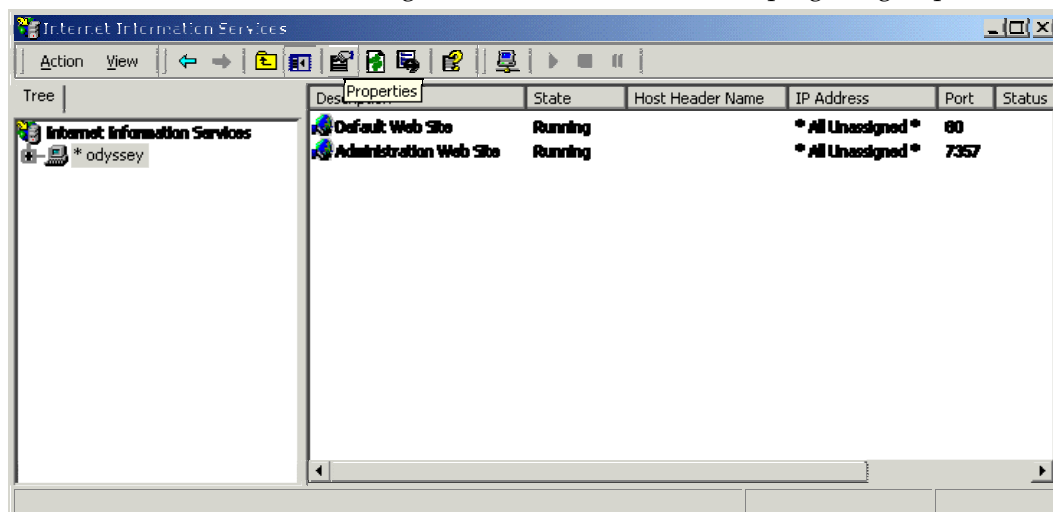 Internet Information Services
Action View
Tree
Properties
State Host Header Name IP Address Port Status
Internet Information Services
* odyssey
Default Web Site Running * All Unassigned * 80
Administration Web Site Running * All Unassigned * 7357